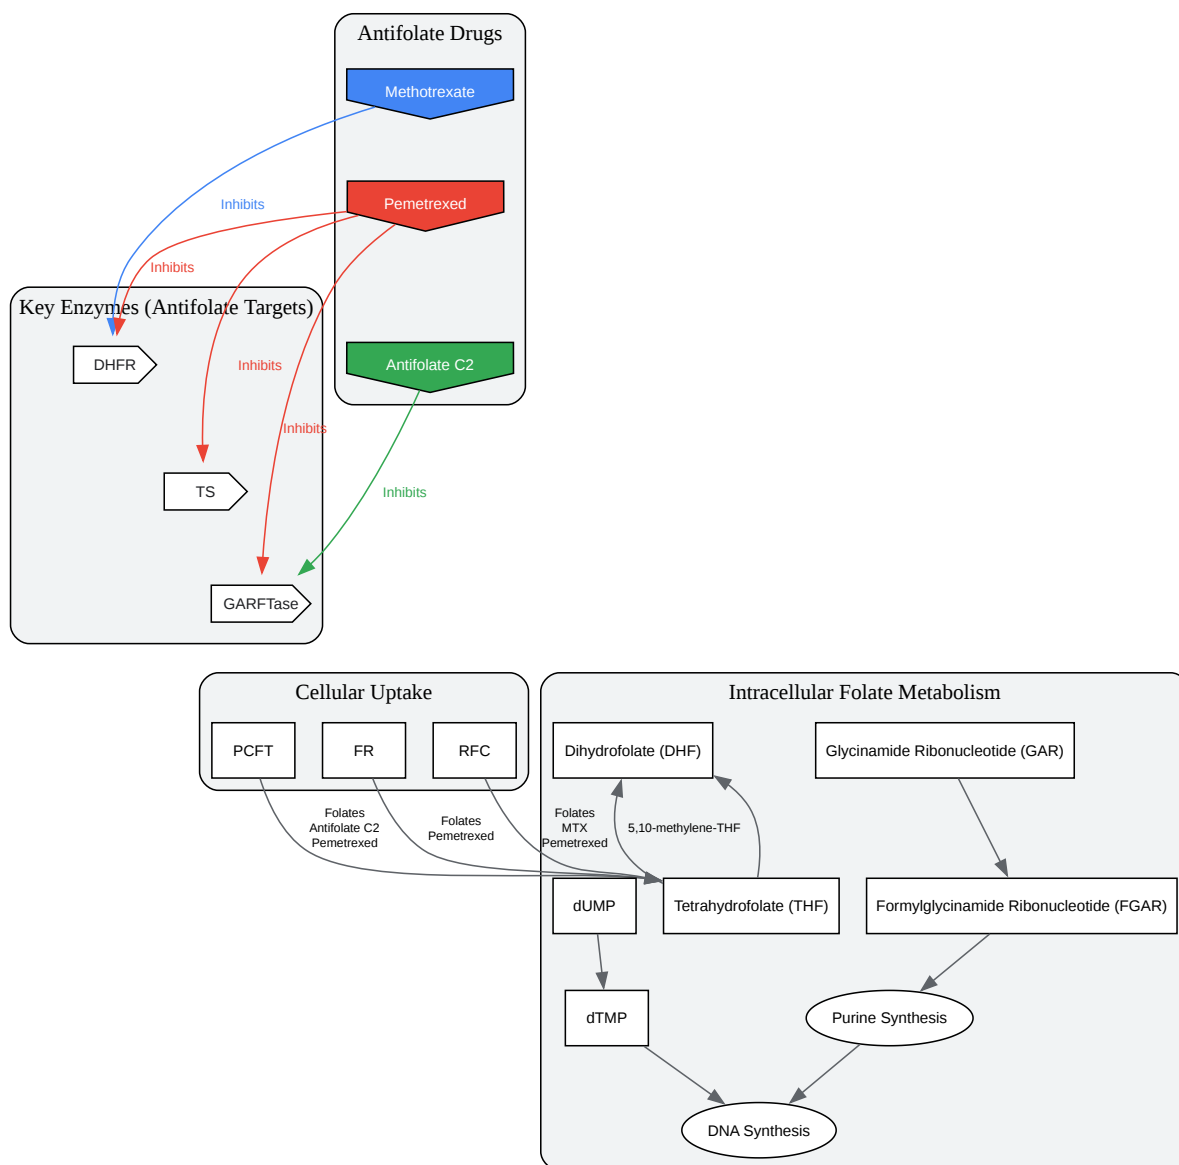 Antifolate Drugs
Methotrexate
Inhibits
Pemetrexed
Inhibits
Key Enzymes (Antifolate Targets)
DHFR
Inhibits
Antifolate C2
Inhibits
TS
Inhibits
GARFTase
Cellular Uptake
PCFT
FR
RFC
Folates
Antifolate C2
Pemetrexed
Folates
Pemetrexed
Folates
MTX
Pemetrexed
Intracellular Folate Metabolism
Dihydrofolate (DHF)
Glycinamide Ribonucleotide (GAR)
5,10-methylene-THF
dUMP
Tetrahydrofolate (THF)
Formylglycinamide Ribonucleotide (FGAR)
dTMP
Purine Synthesis
DNA Synthesis